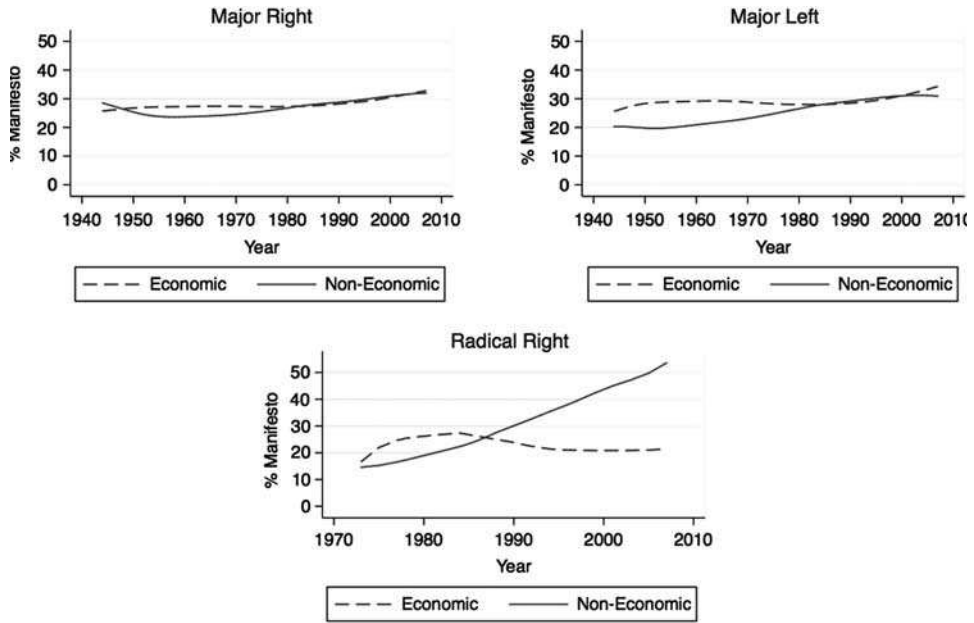 Major Right
% Manifesto
50
40
30
20
10
0
1940 1950 1960 1970 1980 1990 2000 2010
Year
Economic Non-Economic
Major Left
% Manifesto
50
40
30
20
10
0
1940 1950 1960 1970 1980 1990 2000 2010
Year
Economic Non-Economic
Radical Right
% Manifesto
50
40
30
20
10
0
1970 1980 1990 2000 2010
Year
Economic Non-Economic